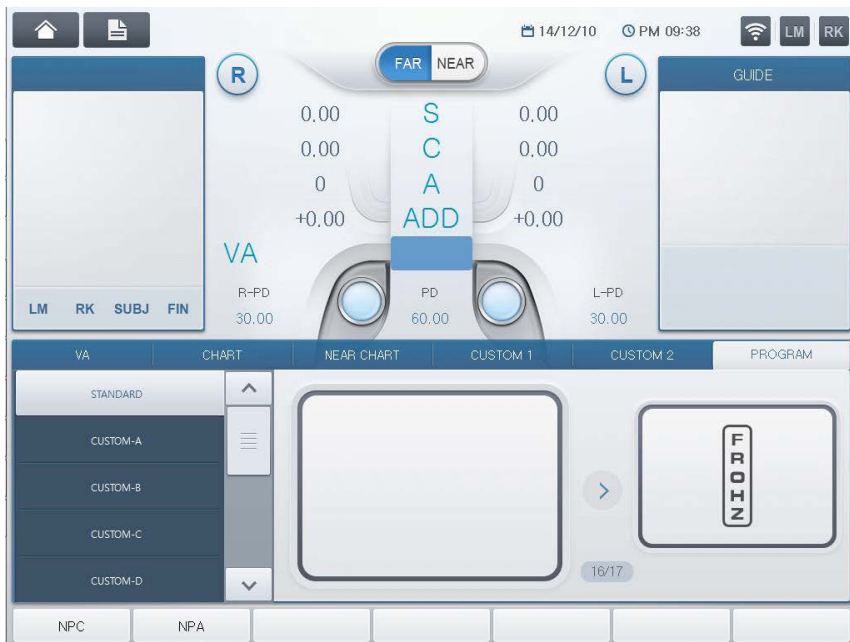 14/12/10 PM 09:38 LM RK
R FAR NEAR L GUIDE
0.00 S 0.00
0.00 C 0.00
0 A 0
+0.00 ADD +0.00
VA
R-PD PD L-PD
LM RK SUBJ FIN 30.00 60.00 30.00
VA CHART NEAR CHART CUSTOM 1 CUSTOM 2 PROGRAM
STANDARD
CUSTOM-A
CUSTOM-B
CUSTOM-C
CUSTOM-D
F
R
O
H
Z
16/17
NPC NPA